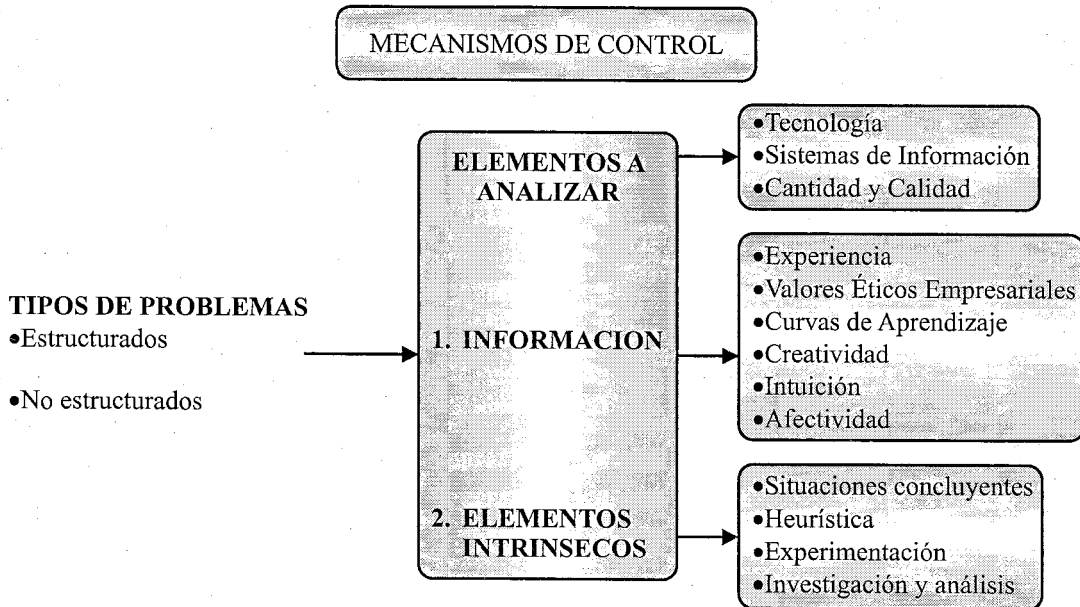 MECANISMOS DE CONTROL
TIPOS DE PROBLEMAS
•Estructurados
•No estructurados
ELEMENTOS A
ANALIZAR
1. INFORMACION
2. ELEMENTOS
INTRINSECOS
•Tecnología
•Sistemas de Información
•Cantidad y Calidad
•Experiencia
•Valores Éticos Empresariales
•Curvas de Aprendizaje
•Creatividad
•Intuición
•Afectividad
•Situaciones concluyentes
•Heurística
•Experimentación
•Investigación y análisis